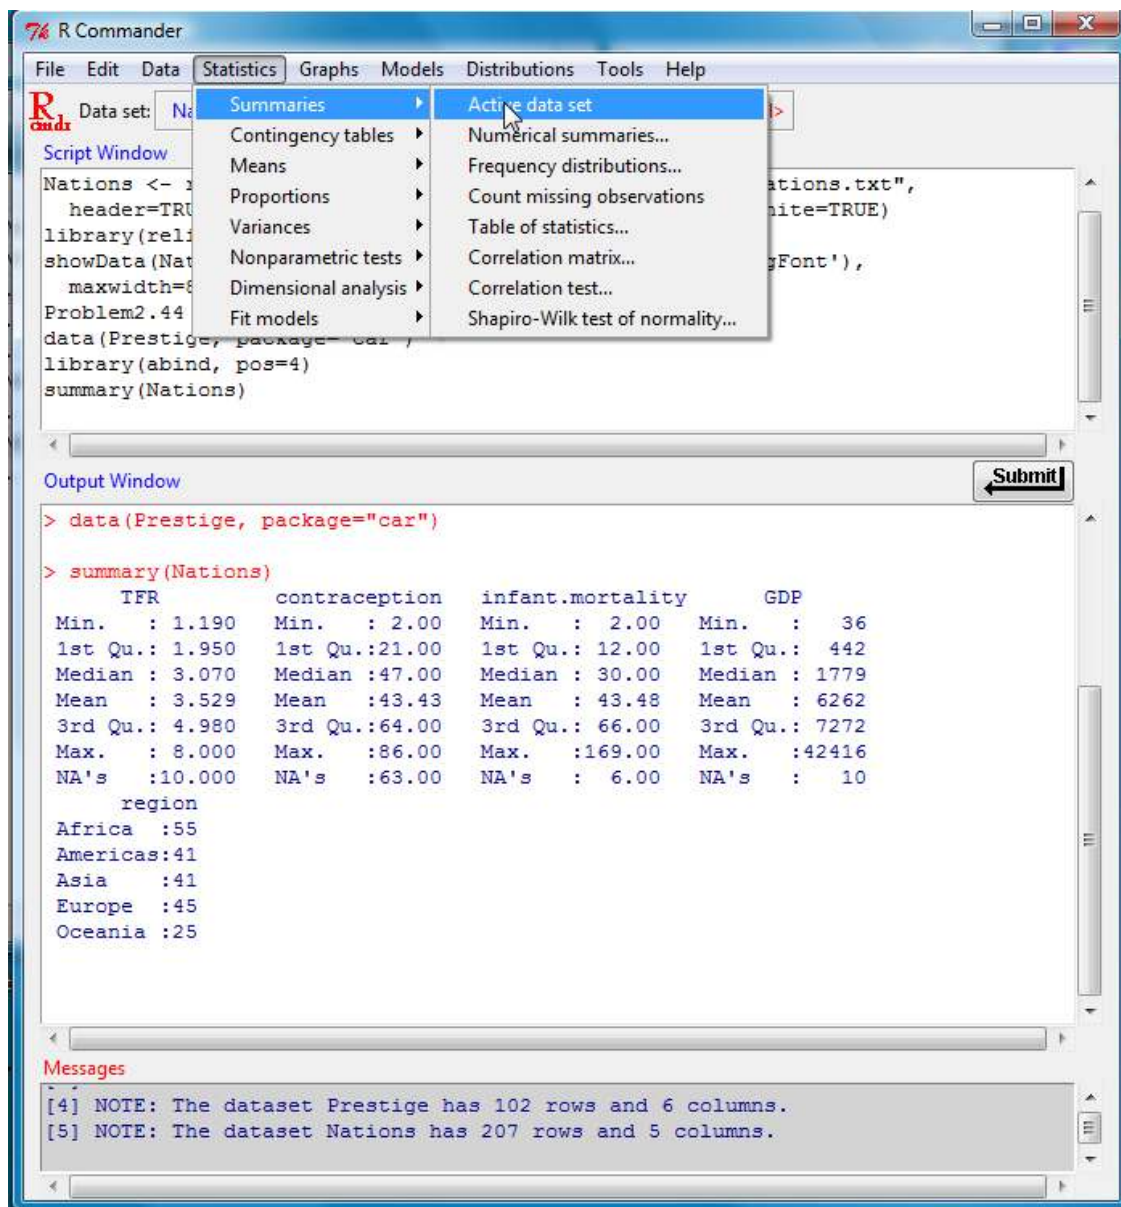 R Commander
File Edit Data Statistics Graphs Models Distributions Tools Help
R cmdr Data set: Na
Summaries
Contingency tables
Means
Proportions
Variances
Nonparametric tests
Dimensional analysis
Fit models
Active data set
Numerical summaries...
Frequency distributions...
Count missing observations
Table of statistics...
Correlation matrix...
Correlation test...
Shapiro-Wilk test of normality...
Script Window
Nations <- ations.txt",
header=TRU ite=TRUE)
library(reli
showData(Nat gFont'),
maxwidth=8
Problem2.44
data(Prestige, package="car")
library(abind, pos=4)
summary(Nations)
Output Window
Submit
> data(Prestige, package="car")
> summary(Nations)
TFR contraception infant.mortality GDP
Min. : 1.190 Min. : 2.00 Min. : 2.00 Min. : 36
1st Qu.: 1.950 1st Qu.:21.00 1st Qu.: 12.00 1st Qu.: 442
Median : 3.070 Median :47.00 Median : 30.00 Median : 1779
Mean : 3.529 Mean :43.43 Mean : 43.48 Mean : 6262
3rd Qu.: 4.980 3rd Qu.:64.00 3rd Qu.: 66.00 3rd Qu.: 7272
Max. : 8.000 Max. :86.00 Max. :169.00 Max. :42416
NA's :10.000 NA's :63.00 NA's : 6.00 NA's : 10
region
Africa :55
Americas:41
Asia :41
Europe :45
Oceania :25
Messages
[4] NOTE: The dataset Prestige has 102 rows and 6 columns.
[5] NOTE: The dataset Nations has 207 rows and 5 columns.